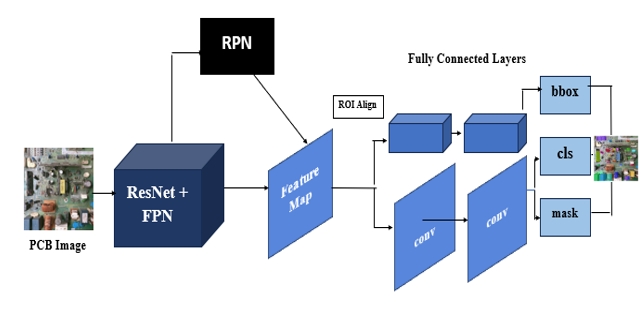 RPN
Fully Connected Layers
ROI Align
bbox
ResNet +
FPN
Feature
Map
cls
conv
conv
mask
PCB Image